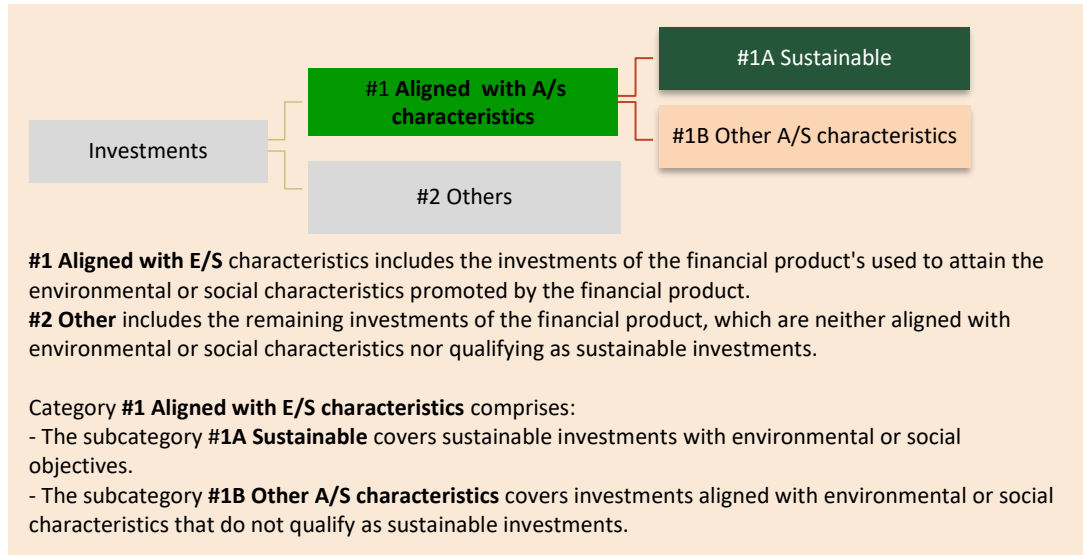 #1A Sustainable
#1 Aligned with A/s
characteristics
#1B Other A/S characteristics
Investments
#2 Others
#1 Aligned with E/S characteristics includes the investments of the financial product's used to attain the
environmental or social characteristics promoted by the financial product.
#2 Other includes the remaining investments of the financial product, which are neither aligned with
environmental or social characteristics nor qualifying as sustainable investments.
Category #1 Aligned with E/S characteristics comprises:
- The subcategory #1A Sustainable covers sustainable investments with environmental or social
objectives.
- The subcategory #1B Other A/S characteristics covers investments aligned with environmental or social
characteristics that do not qualify as sustainable investments.